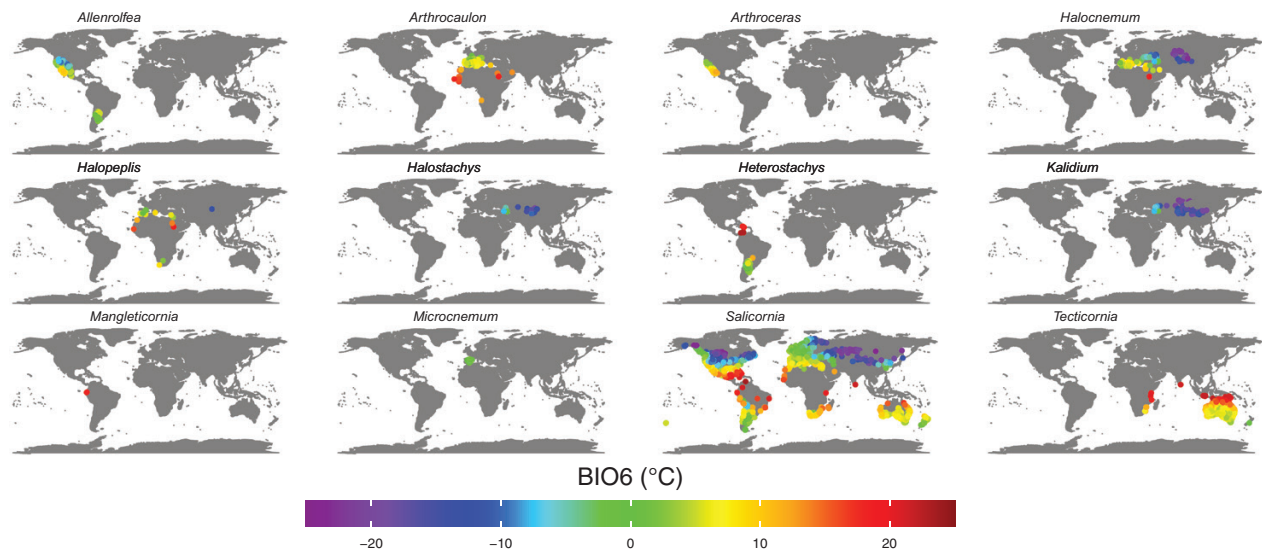 Allenrolfea Arthrocaulon Arthroceras Halocnemum
Halopeplis Halostachys Heterostachys Kalidium
Mangleticornia Microcnemum Salicornia Tecticornia
BIO6 (°C)
−20 −10 0 10 20